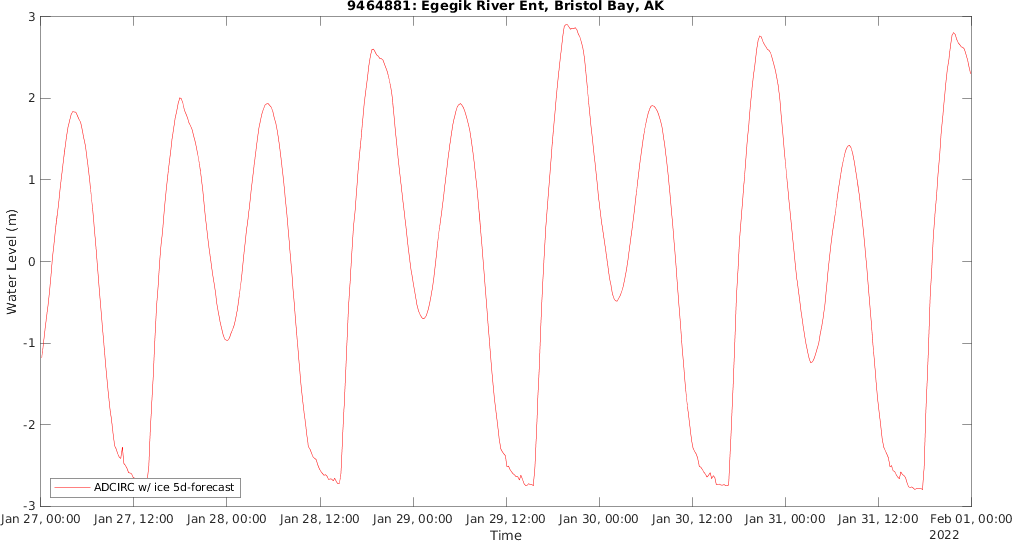 9464881: Egegik River Ent, Bristol Bay, AK
Water Level (m)
3
2
1
0
-1
-2
-3
ADCIRC w/ ice 5d-forecast
Jan 27, 00:00 Jan 27, 12:00 Jan 28, 00:00 Jan 28, 12:00 Jan 29, 00:00 Jan 29, 12:00 Jan 30, 00:00 Jan 30, 12:00 Jan 31, 00:00 Jan 31, 12:00 Feb 01, 00:00
Time
2022